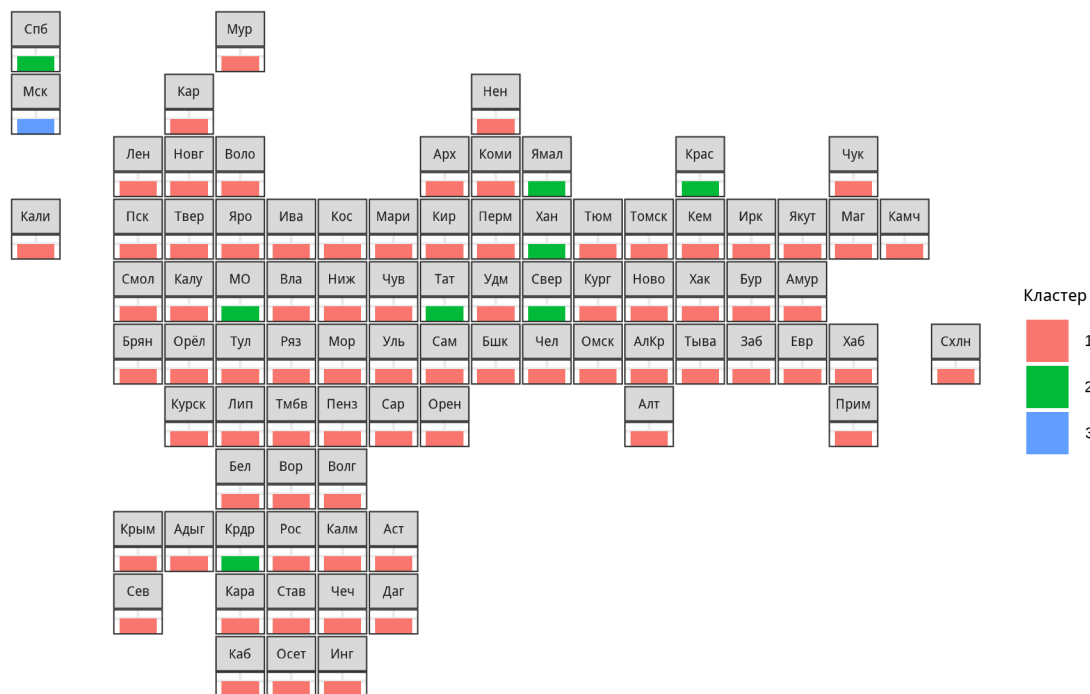 Спб Мур
Мск Кар Нен
Лен Новг Воло Арх Коми Ямал Крас Чук
Кали Пск Твер Яро Ива Кос Мари Кир Перм Хан Тюм Томск Кем Ирк Якут Маг Камч
Смол Калу МО Вла Ниж Чув Тат Удм Свер Кург Ново Хак Бур Амур
Кластер
Брян Орёл Тул Ряз Мор Уль Сам Бшк Чел Омск АлКр Тыва Заб Евр Хаб Схлн
1
2
Курск Лип Тмбв Пенз Сар Орен Алт Прим
3
Бел Вор Волг
Крым Адыг Крдр Рос Калм Аст
Сев Кара Став Чеч Даг
Каб Осет Инг